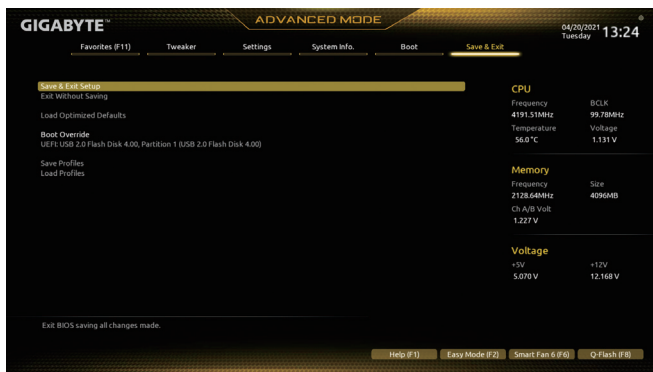 GIGABYTE™
ADVANCED MODE
04/20/2021 Tuesday 13:24
Favorites (F11) Tweaker Settings System Info. Boot Save & Exit
Save & Exit Setup
Exit Without Saving
Load Optimized Defaults
Boot Override
UEFI: USB 2.0 Flash Disk 4.00, Partition 1 (USB 2.0 Flash Disk 4.00)
Save Profiles
Load Profiles
CPU
Frequency BCLK
4191.51MHz 99.78MHz
Temperature Voltage
56.0 °C 1.131 V
Memory
Frequency Size
2128.64MHz 4096MB
Ch A/B Volt
1.227 V
Voltage
+5V +12V
5.070 V 12.168 V
Exit BIOS saving all changes made.
Help (F1) Easy Mode (F2) Smart Fan 6 (F6) Q-Flash (F8)